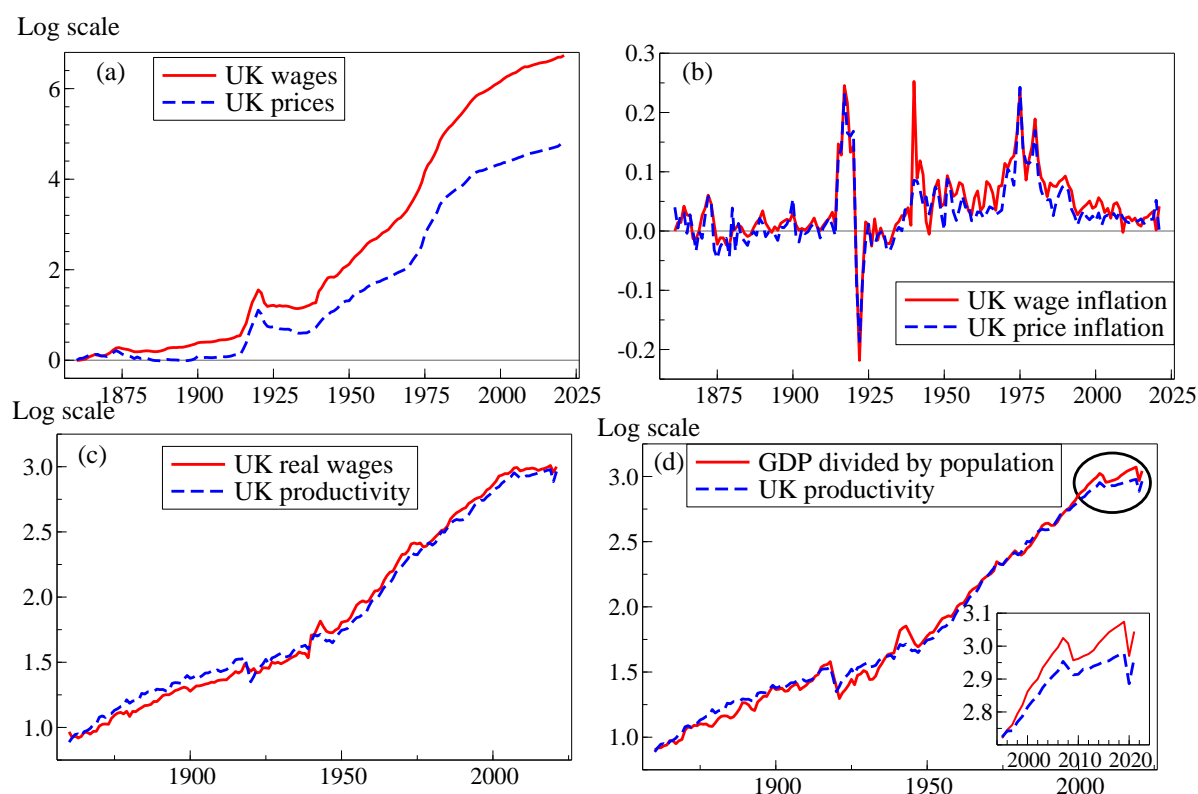 Log scale
(a)
UK wages
UK prices
6
4
2
0
1875 1900 1925 1950 1975 2000 2025
(b)
0.3
0.2
0.1
0.0
-0.1
-0.2
UK wage inflation
UK price inflation
1875 1900 1925 1950 1975 2000 2025
Log scale
(c)
UK real wages
UK productivity
3.0
2.5
2.0
1.5
1.0
1900 1950 2000
Log scale
(d)
GDP divided by population
UK productivity
3.0
2.5
2.0
1.5
1.0
3.1
3.0
2.9
2.8
2000 2010 2020
1900 1950 2000